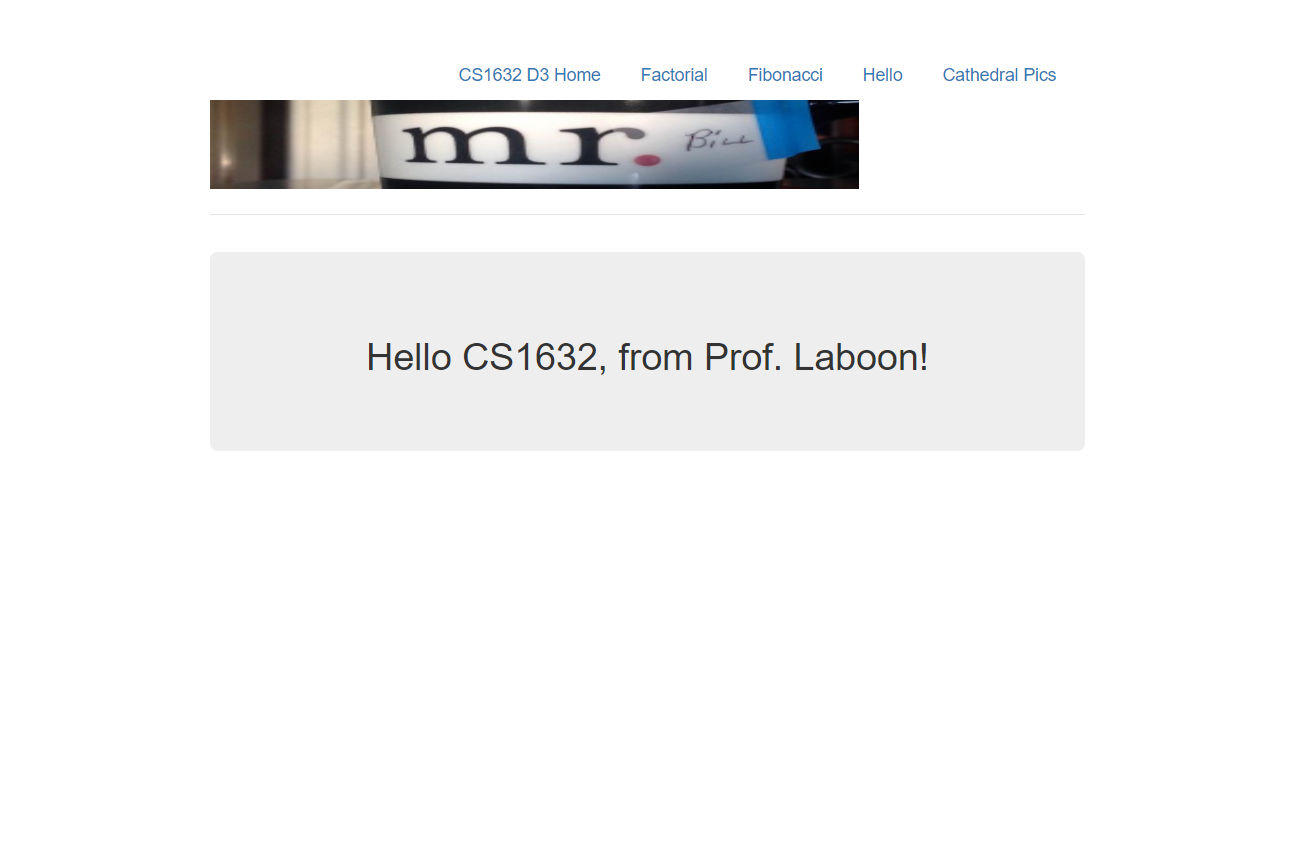 CS1632 D3 Home Factorial Fibonacci Hello Cathedral Pics
mr. Bill
Hello CS1632, from Prof. Laboon!